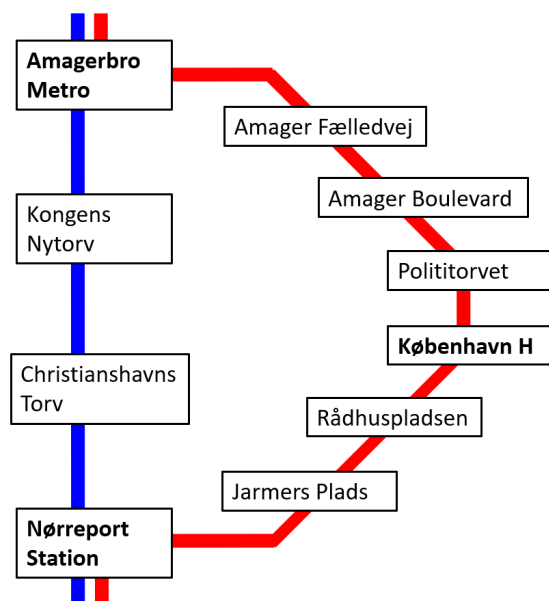 Amagerbro
Metro
Amager Fælledvej
Amager Boulevard
Kongens
Nytorv
Polititorvet
København H
Christianshavns
Torv
Rådhuspladsen
Jarmers Plads
Nørreport
Station